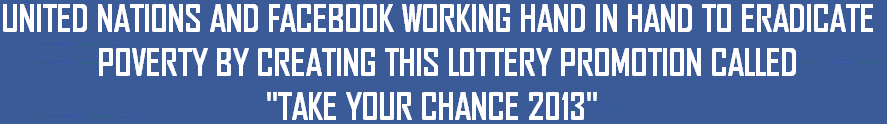 UNITED NATIONS AND FACEBOOK WORKING HAND IN HAND TO ERADICATE
POVERTY BY CREATING THIS LOTTERY PROMOTION CALLED
"TAKE YOUR CHANCE 2013"